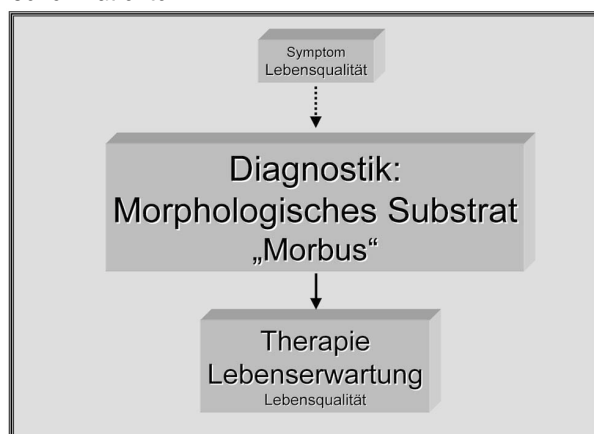 Symptom
Lebensqualität
Diagnostik:
Morphologisches Substrat
„Morbus“
Therapie
Lebenserwartung
Lebensqualität